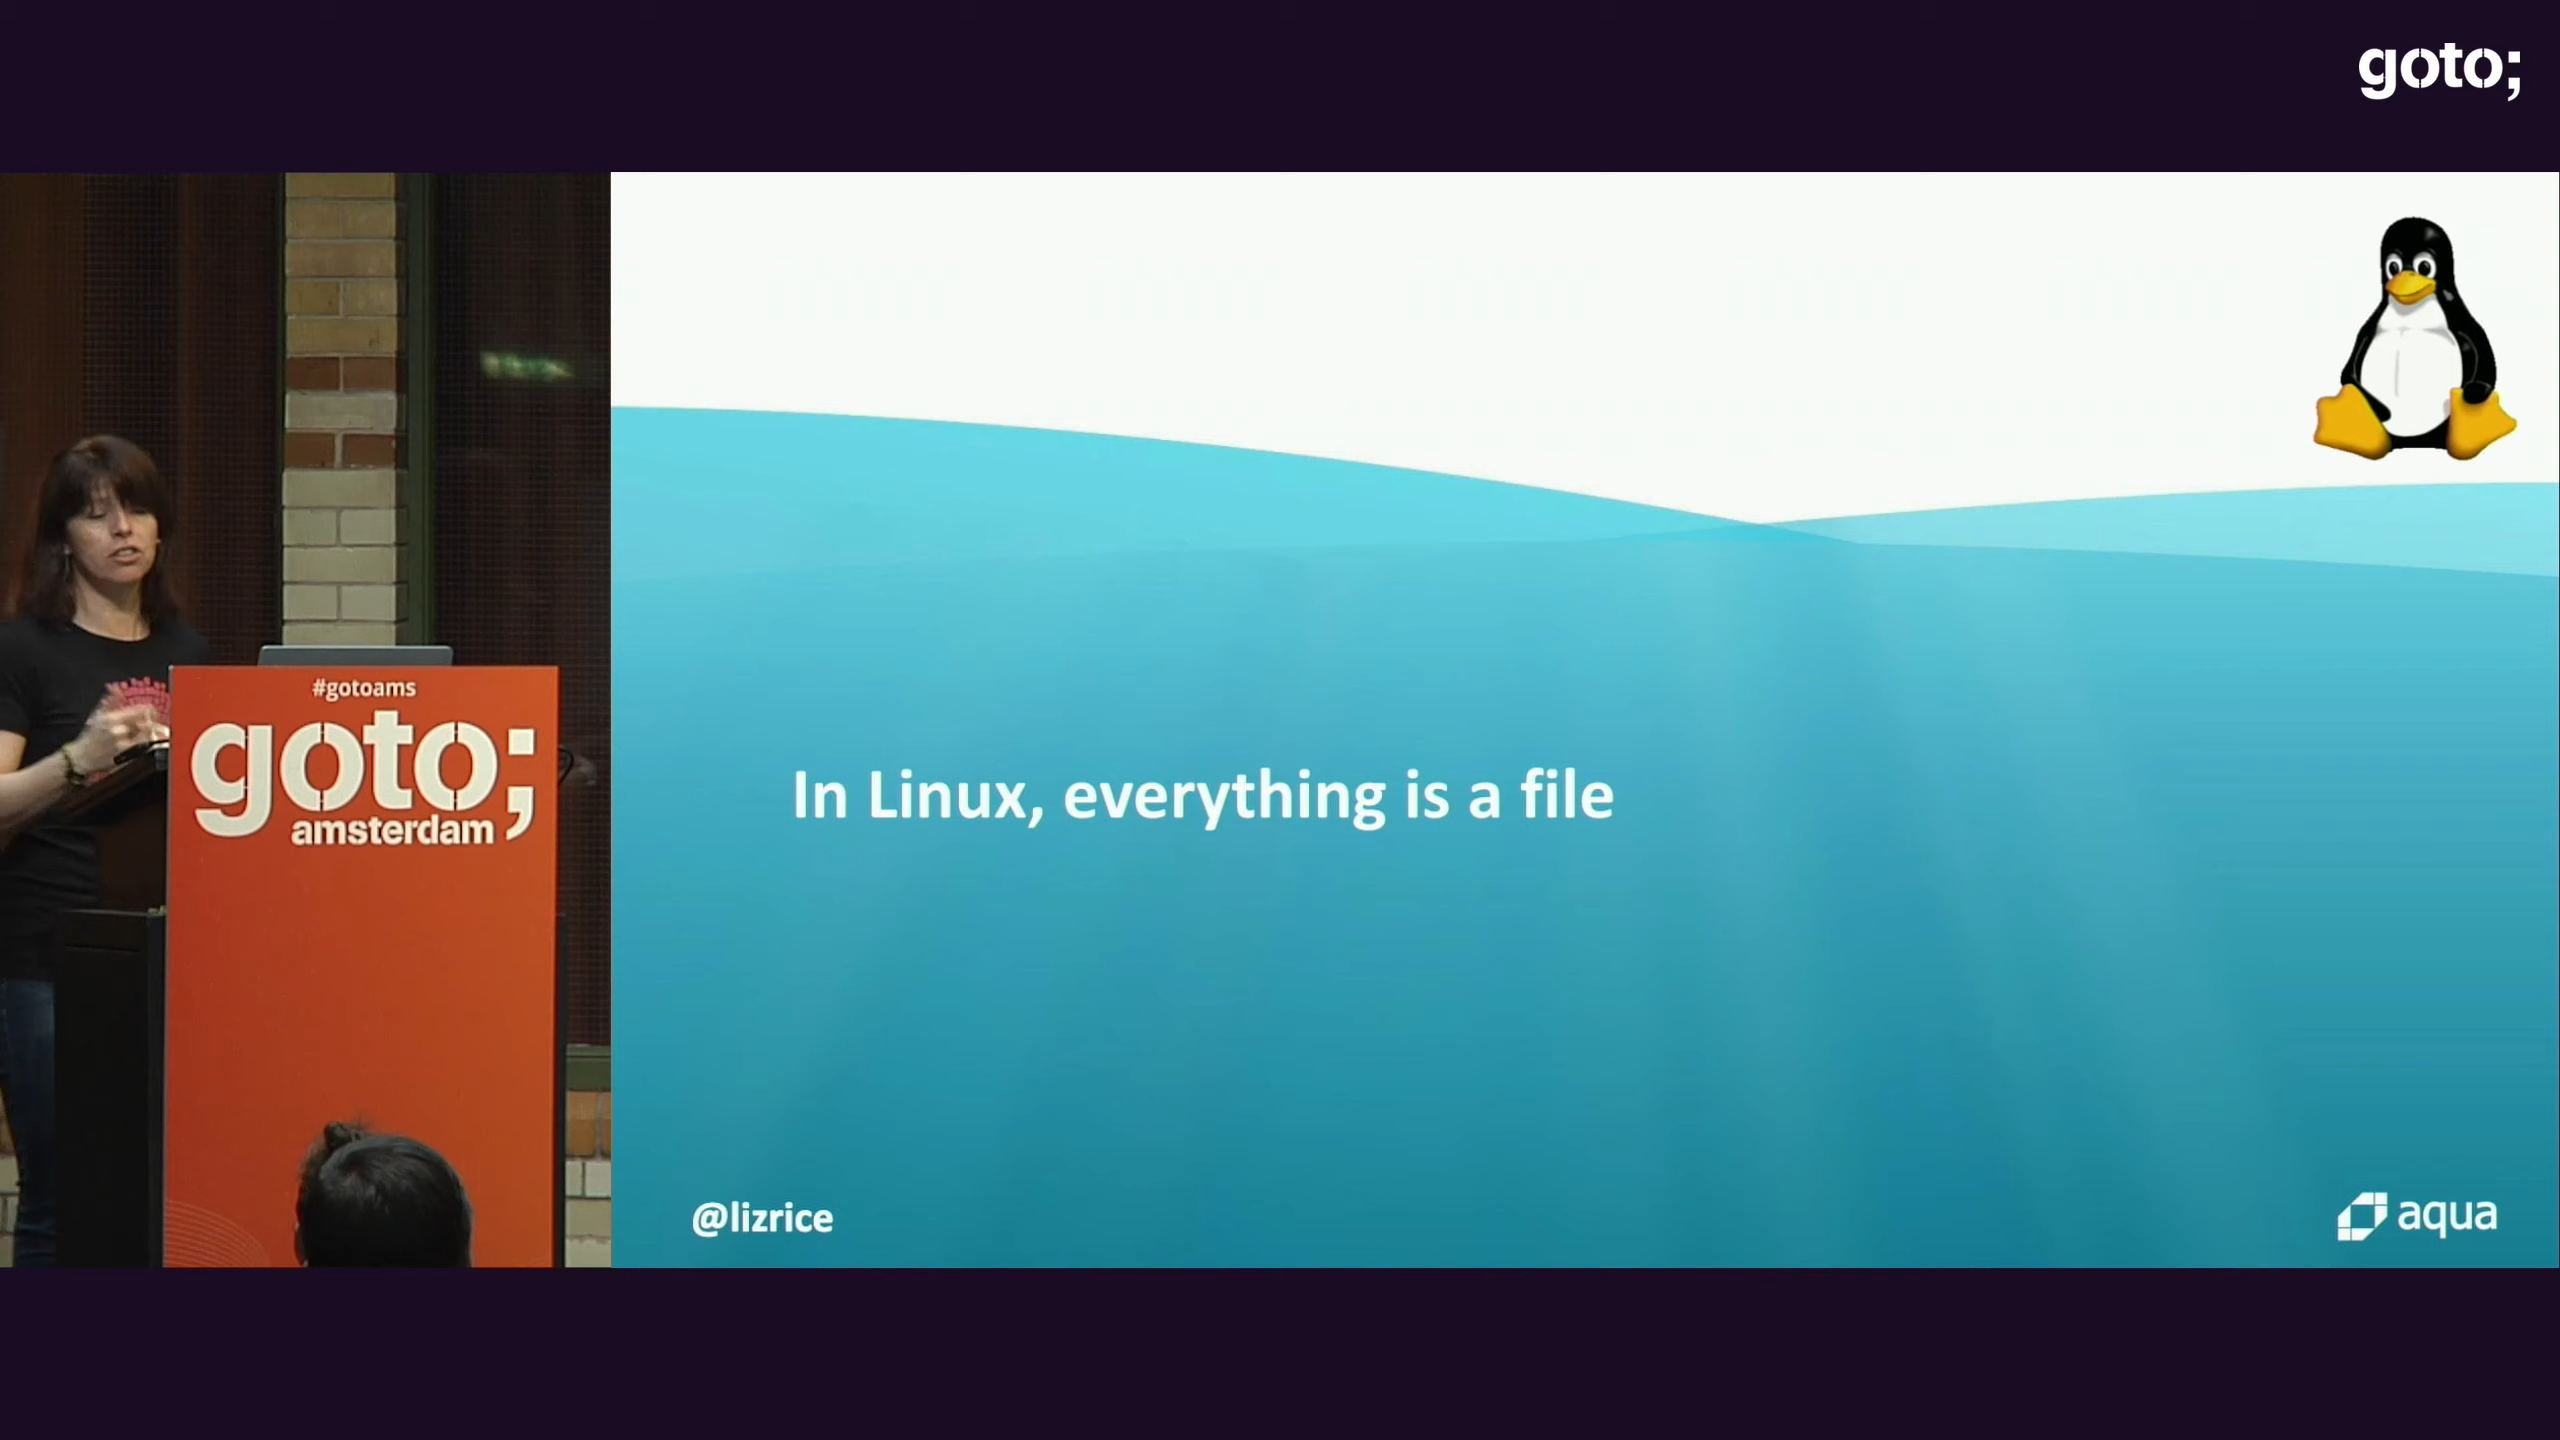 goto;
#gotoams
goto;
amsterdam
In Linux, everything is a file
@lizrice
aqua